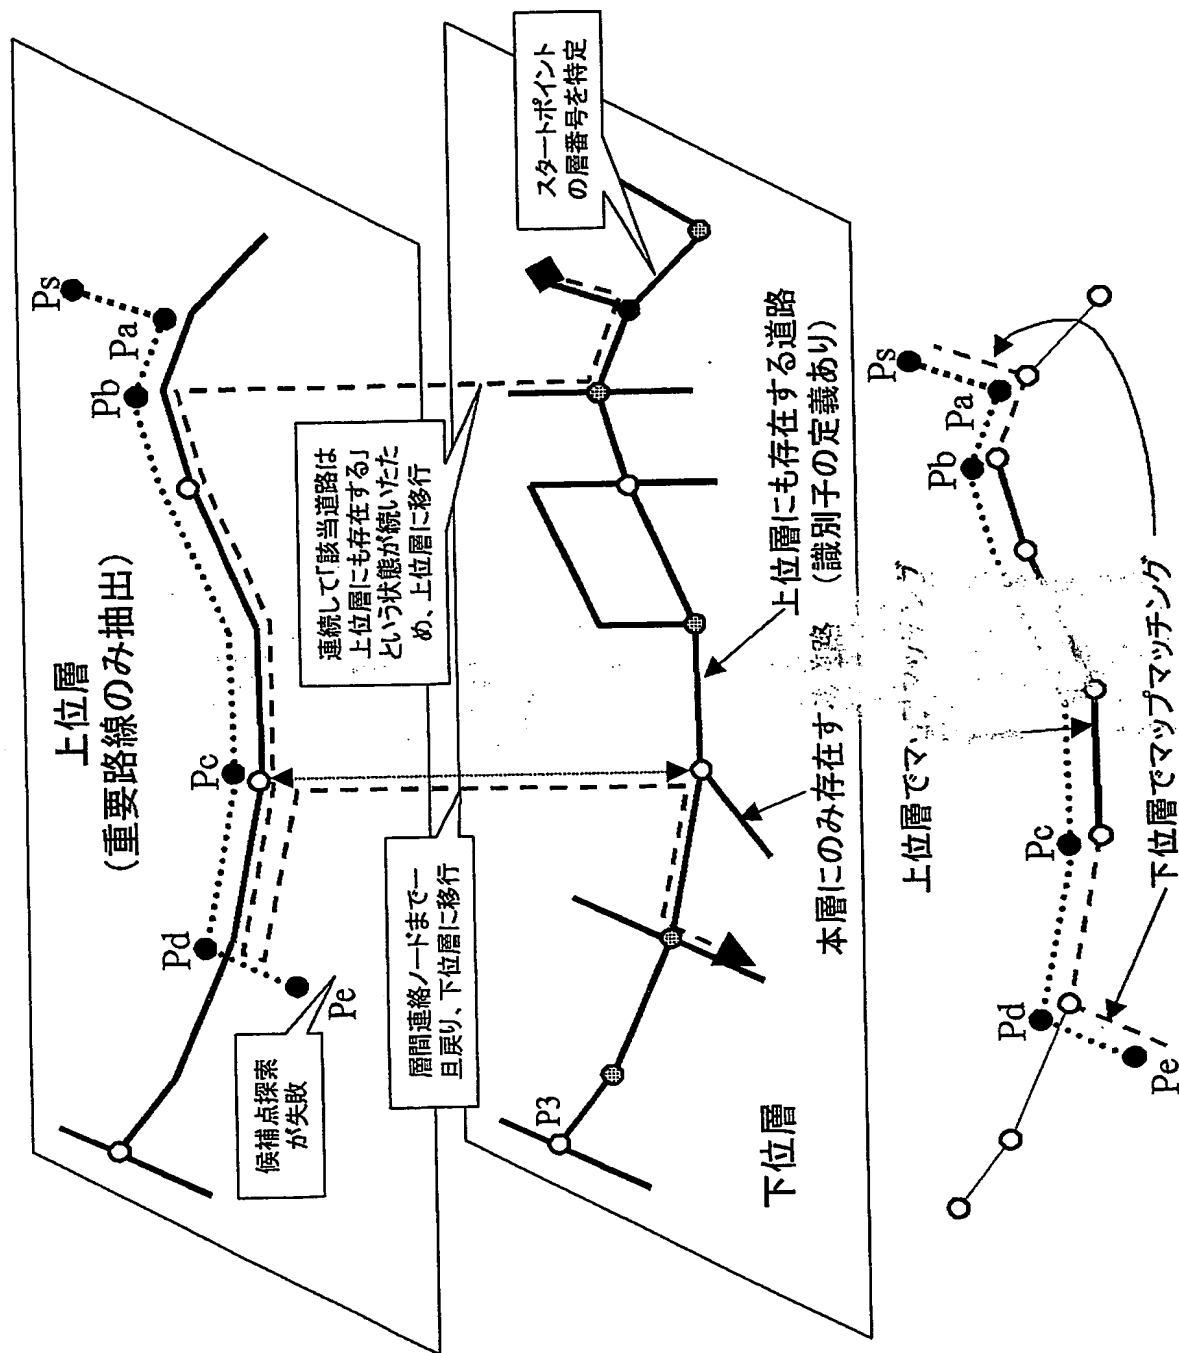 上位層
(重要路線のみ抽出)
Ps
Pa
Pb
Pc
Pd
Pe
候補点探索
が失敗
連続して「該当道路は
上位層にも存在する」
という状態が続いたた
め、上位層に移行
層間連絡ノードまで一
旦戻り、下位層に移行
スタートポイント
の層番号を特定
P3
下位層
上位層にも存在する道路
(識別子の定義あり)
本層にのみ存在す
路
上位層でマ
下位層でマップマッチング
Ps
Pa
Pb
Pc
Pd
Pe